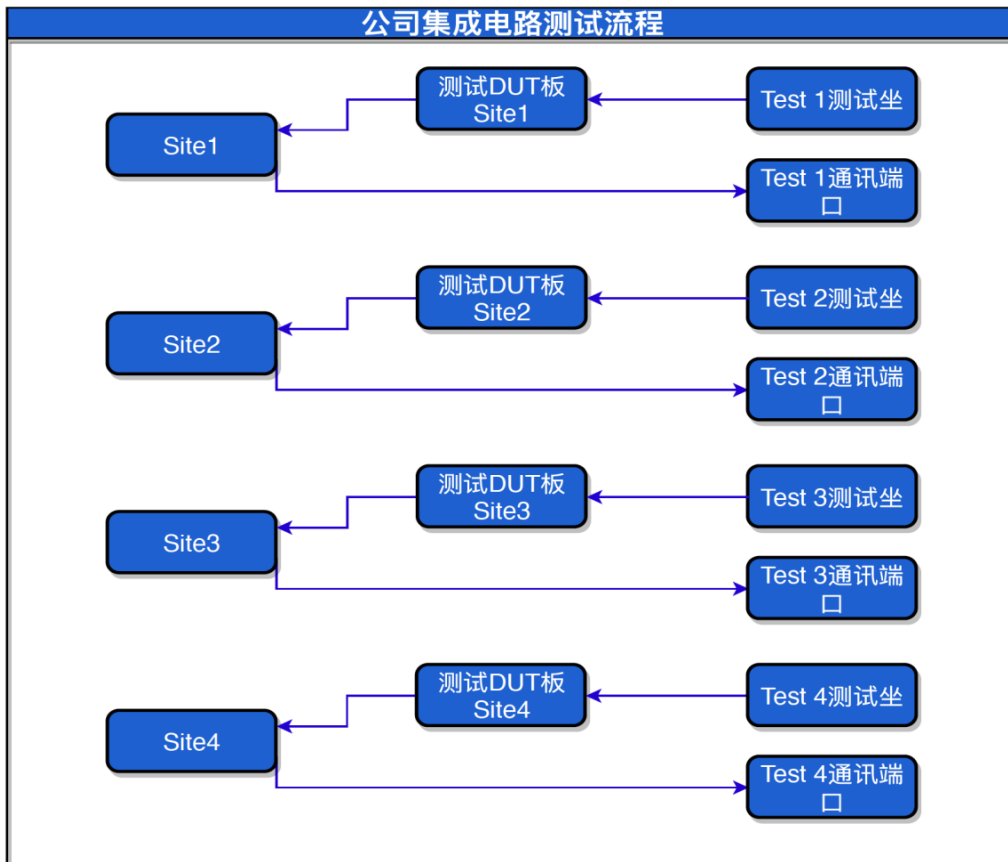 公司集成电路测试流程
测试DUT板
Site1
Test 1测试坐
Site1
Test 1通讯端
口
测试DUT板
Site2
Test 2测试坐
Site2
Test 2通讯端
口
测试DUT板
Site3
Test 3测试坐
Site3
Test 3通讯端
口
测试DUT板
Site4
Test 4测试坐
Site4
Test 4通讯端
口